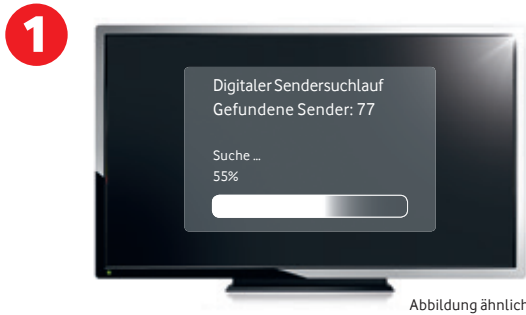 1
Digitaler Sendersuchlauf
Gefundene Sender: 77
Suche ...
55%
Abbildung ähnlich